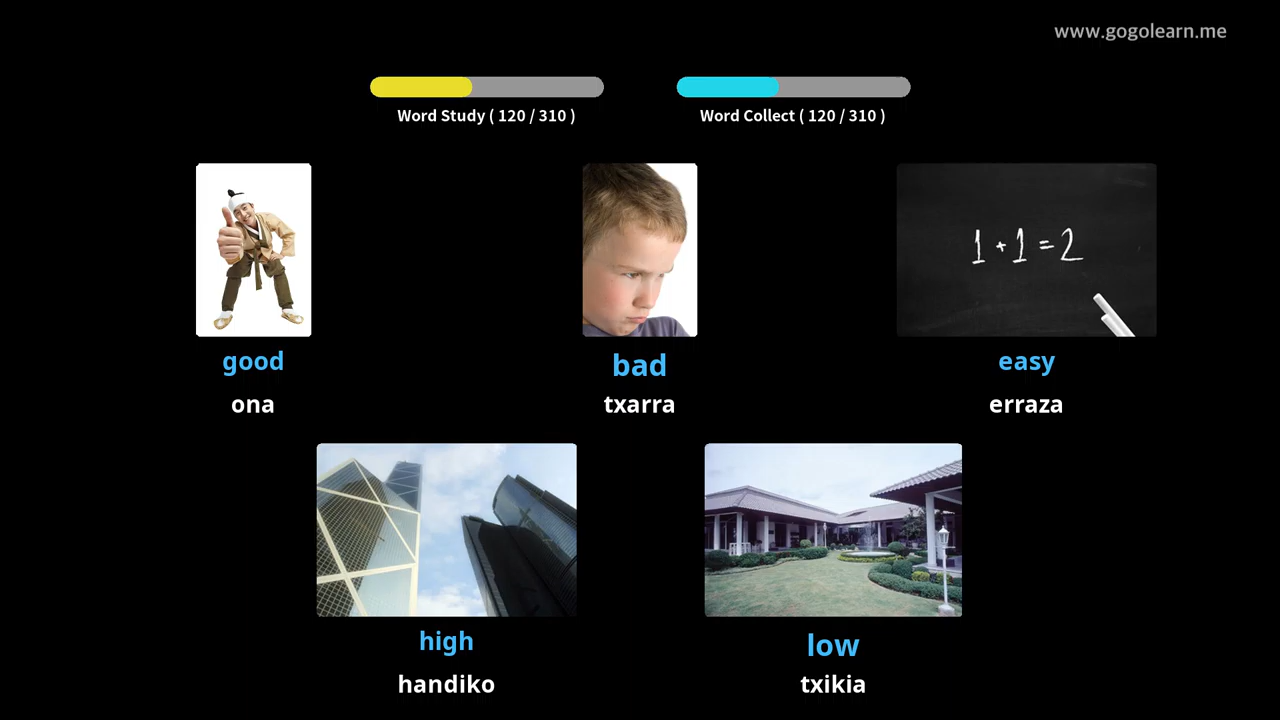 www.gogolearn.me
Word Study ( 120 / 310 )
Word Collect ( 120 / 310 )
1 + 1 = 2
good
bad
easy
ona
txarra
erraza
high
low
handiko
txikia